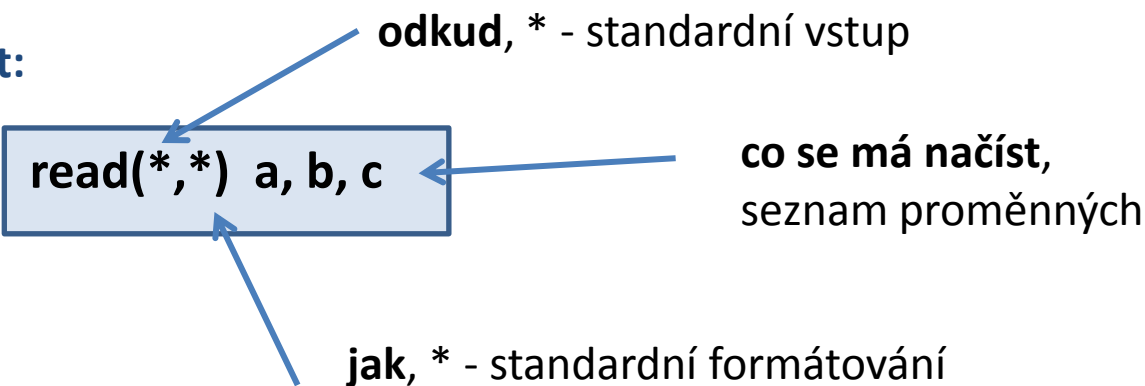 odkud, * - standardní vstup
t:
read(*,*) a, b, c
co se má načíst,
seznam proměnných
jak, * - standardní formátování